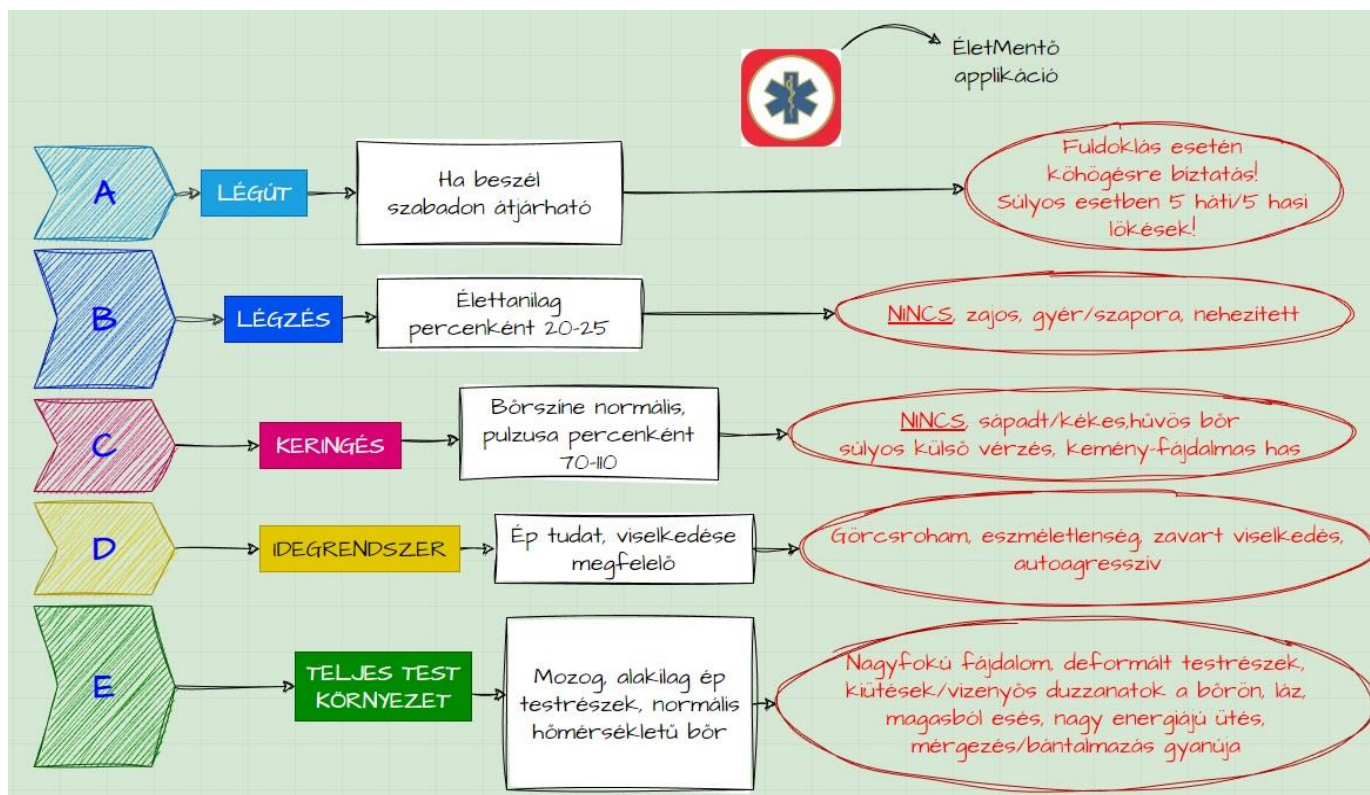 ÉletMentő
applikáció
A
LÉGÚT
Ha beszél
szabadon átjárható
Fuldoklás esetén
köhögésre biztatás!
Súlyos esetben 5 háti/5 hasi
lökések!
B
LÉGZÉS
Élettanilag
percenként 20-25
NINCS, zajos, gyér/szapora, nehezített
C
KERINGÉS
Bőrszíne normális,
pulzusa percenként
70-110
NINCS, sápadt/kékes,hűvös bőr
súlyos külső vérzés, kemény-fájdalmas has
D
IDEGRENDSZER
Ép tudat, viselkedése
megfelelő
Görcsroham, eszméletlenség, zavart viselkedés,
autoagresszív
E
TELJES TEST
KÖRNYEZET
Mozog, alakilag ép
testrészek, normális
hőmérsékletű bőr
Nagyfokú fájdalom, deformált testrészek,
kiütések/vizenyős duzzanatok a bőrön, láz,
magasból esés, nagy energiájú ütés,
mérgezés/bántalmazás gyanúja